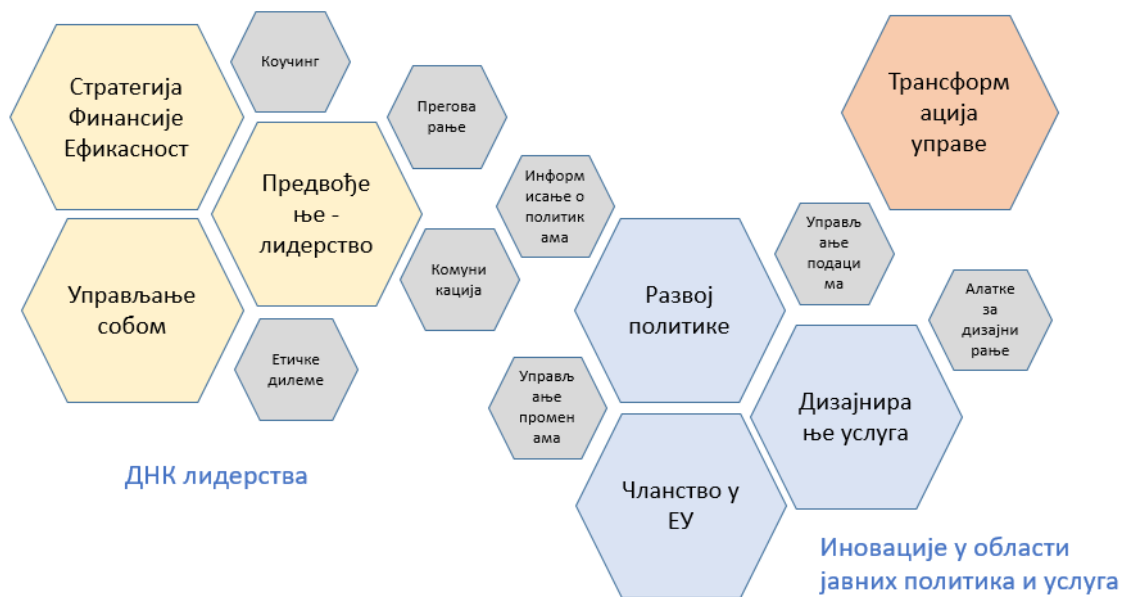 Стратегија
Финансије
Ефикасност
Коучинг
Прегова
рање
Трансформ
ација
управе
Предвође
ње -
лидерство
Информ
исање о
политик
ама
Управљ
ање
подаци
ма
Управљање
собом
Комуни
кација
Развој
политике
Алатке
за
дизајни
рање
Етичке
дилеме
Управљ
ање
промен
ама
Дизајнира
ње услуга
ДНК лидерства
Чланство у
ЕУ
Иновације у области
јавних политика и услуга